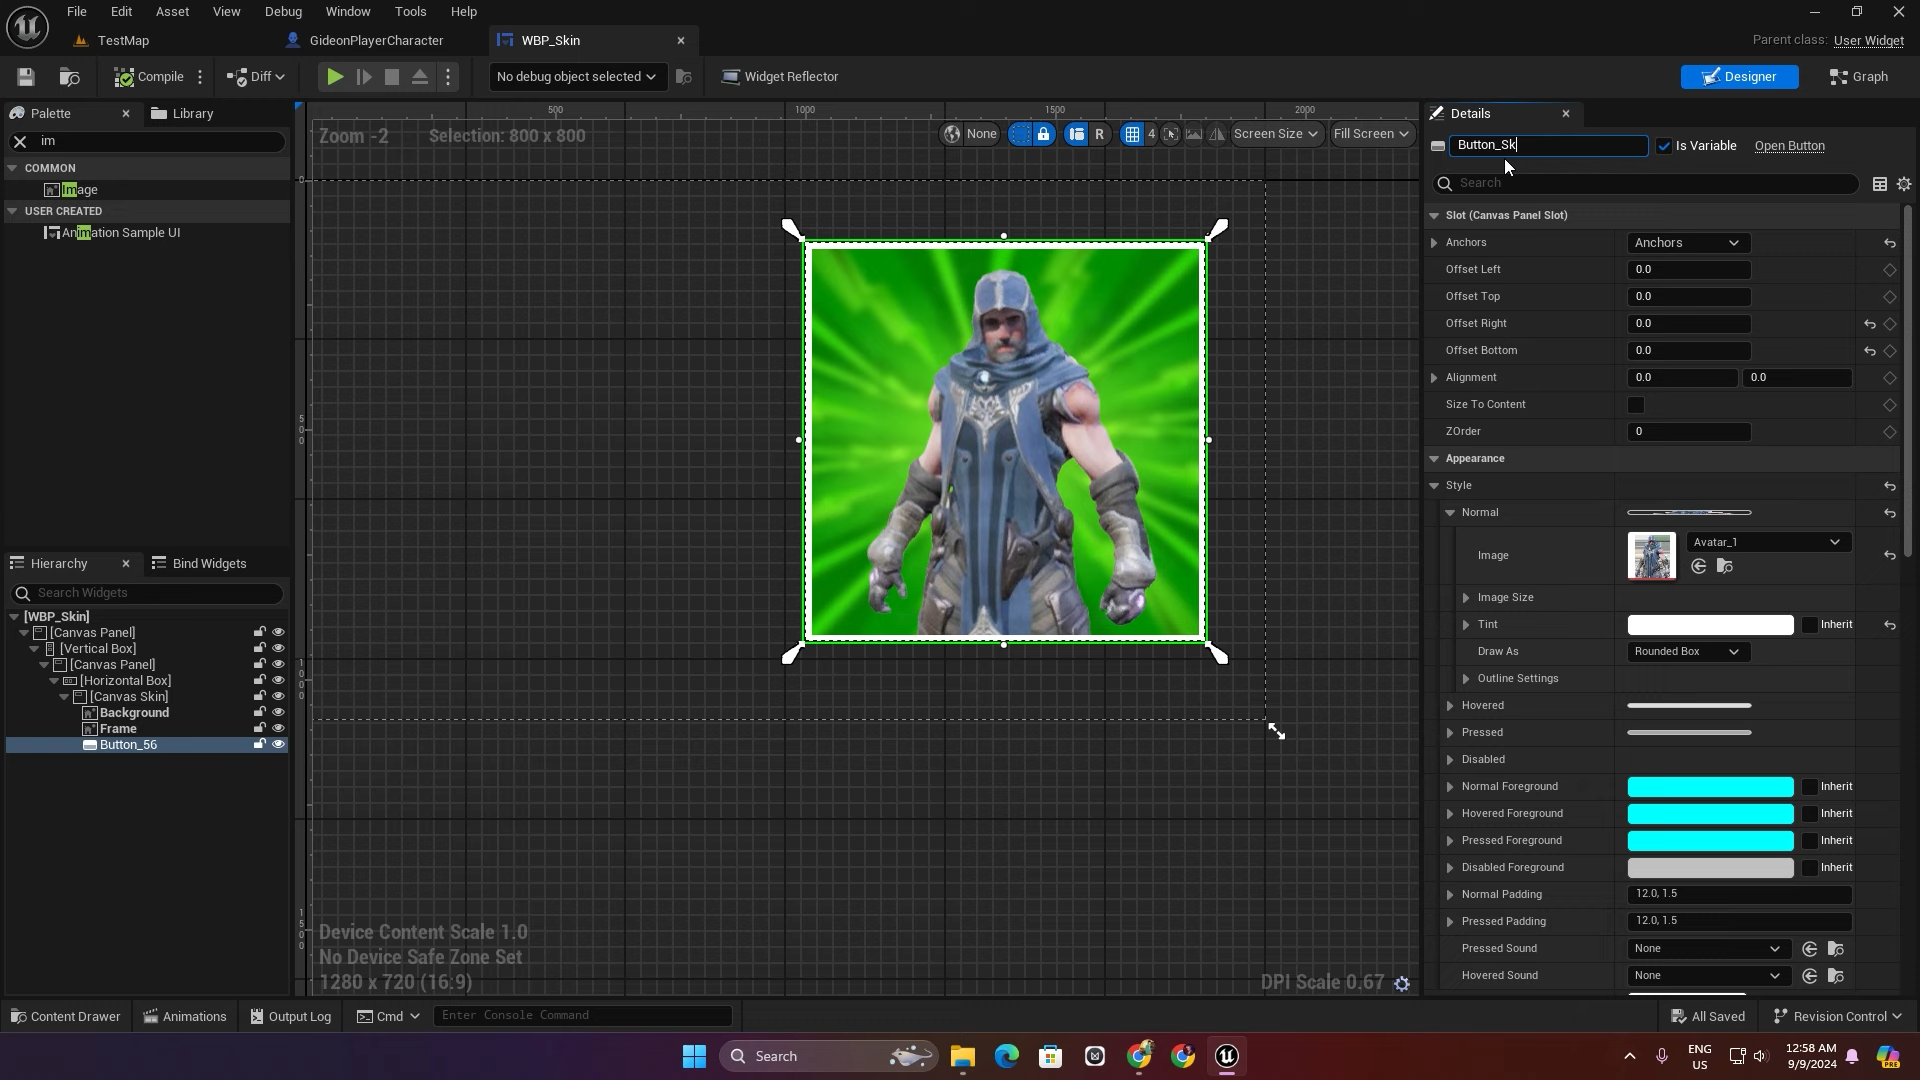 File Edit Asset View Debug Window Tools Help
TestMap GideonPlayerCharacter WBP_Skin Parent class: User Widget
Compile Diff No debug object selected Widget Reflector Designer Graph
Palette Library
im
COMMON
Image
USER CREATED
Animation Sample UI
Hierarchy Bind Widgets
Search Widgets
[WBP_Skin]
[Canvas Panel]
[Vertical Box]
[Canvas Panel]
[Horizontal Box]
[Canvas Skin]
Background
Frame
Button_56
500 1000 1500 2000
Zoom -2 Selection: 800 x 800 None R 4 Screen Size Fill Screen
0
500
1000
1500
Device Content Scale 1.0
No Device Safe Zone Set
1280 x 720 (16:9) DPI Scale 0.67
Details
Button_Sk Is Variable Open Button
Search
Slot (Canvas Panel Slot)
Anchors Anchors
Offset Left 0.0
Offset Top 0.0
Offset Right 0.0
Offset Bottom 0.0
Alignment 0.0 0.0
Size To Content
ZOrder 0
Appearance
Style
Normal
Image Avatar_1
Image Size
Tint Inherit
Draw As Rounded Box
Outline Settings
Hovered
Pressed
Disabled
Normal Foreground Inherit
Hovered Foreground Inherit
Pressed Foreground Inherit
Disabled Foreground Inherit
Normal Padding 12.0, 1.5
Pressed Padding 12.0, 1.5
Pressed Sound None
Hovered Sound None
Content Drawer Animations Output Log Cmd Enter Console Command All Saved Revision Control
Search ENG US 12:58 AM 9/9/2024 PRE